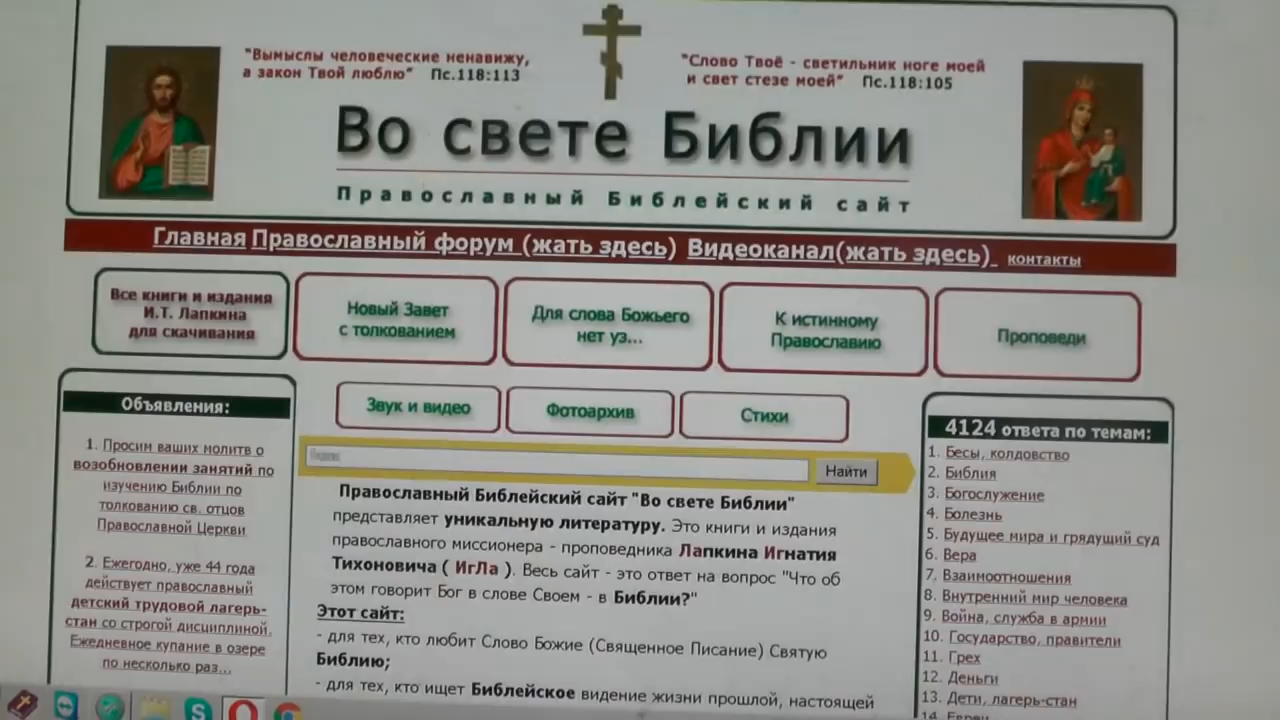 "Вымыслы человеческие ненавижу,
а закон Твой люблю" Пс.118:113
"Слово Твоё - светильник ноге моей
и свет стезе моей" Пс.118:105
Во свете Библии
Православный Библейский сайт
Главная Православный форум (жать здесь) Видеоканал(жать здесь) контакты
Все книги и издания
И.Т. Лапкина
для скачивания
Новый Завет
с толкованием
Для слова Божьего
нет уз...
К истинному
Православию
Проповеди
Звук и видео
Фотоархив
Стихи
Объявления:
1. Просим ваших молитв о
возобновлении занятий по
изучению Библии по
толкованию св. отцов
Православной Церкви
2. Ежегодно, уже 44 года
действует православный
детский трудовой лагерь-
стан со строгой дисциплиной.
Ежедневное купание в озере
по несколько раз...
Найти
Православный Библейский сайт "Во свете Библии"
представляет уникальную литературу. Это книги и издания
православного миссионера - проповедника Лапкина Игнатия
Тихоновича ( ИгЛа ). Весь сайт - это ответ на вопрос "Что об
этом говорит Бог в слове Своем - в Библии?"
Этот сайт:
- для тех, кто любит Слово Божие (Священное Писание) Святую
Библию;
- для тех, кто ищет Библейское видение жизни прошлой, настоящей
4124 ответа по темам:
1. Бесы, колдовство
2. Библия
3. Богослужение
4. Болезнь
5. Будущее мира и грядущий суд
6. Вера
7. Взаимоотношения
8. Внутренний мир человека
9. Война, служба в армии
10. Государство, правители
11. Грех
12. Деньги
13. Дети, лагерь-стан
14. Евреи